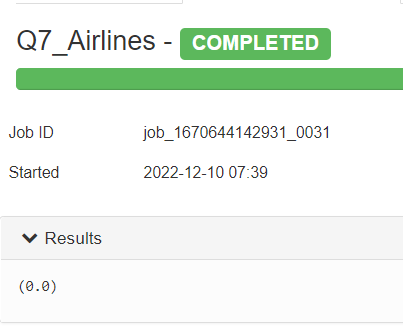 Q7_Airlines - COMPLETED
Job ID job_1670644142931_0031
Started 2022-12-10 07:39
Results
(0.0)